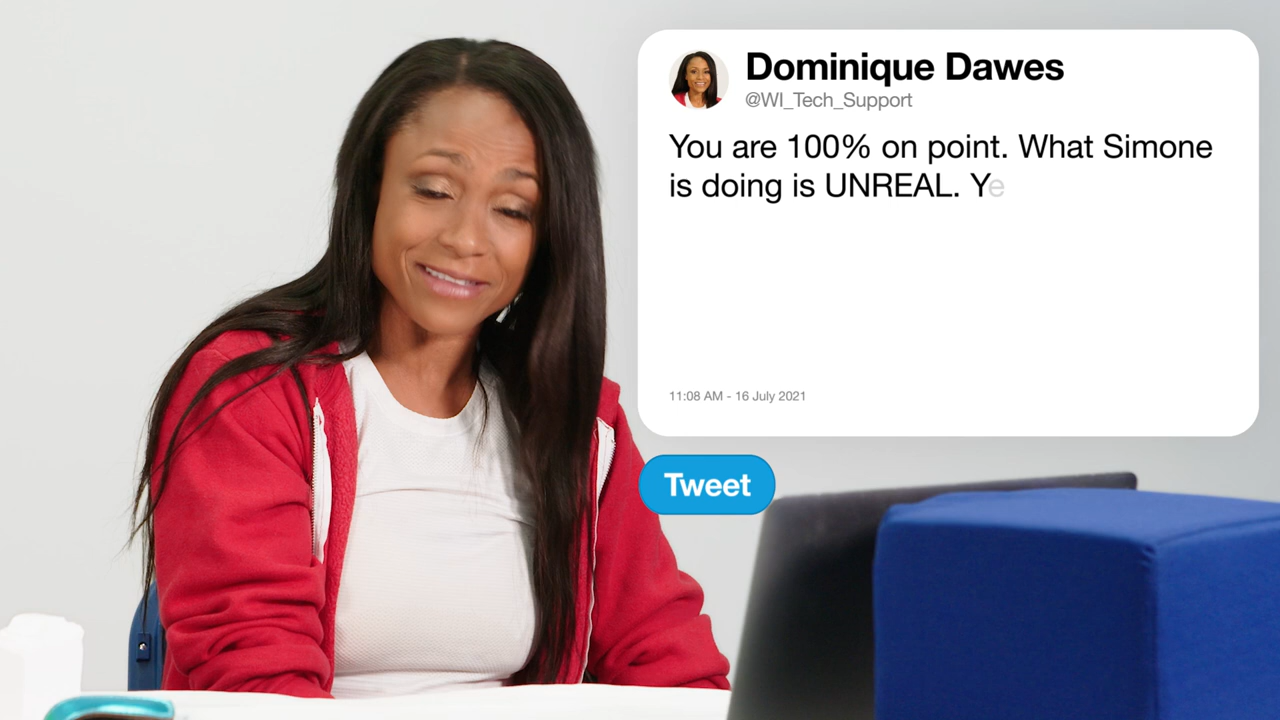 Dominique Dawes
@WI_Tech_Support
You are 100% on point. What Simone
is doing is UNREAL. Ye
11:08 AM - 16 July 2021
Tweet